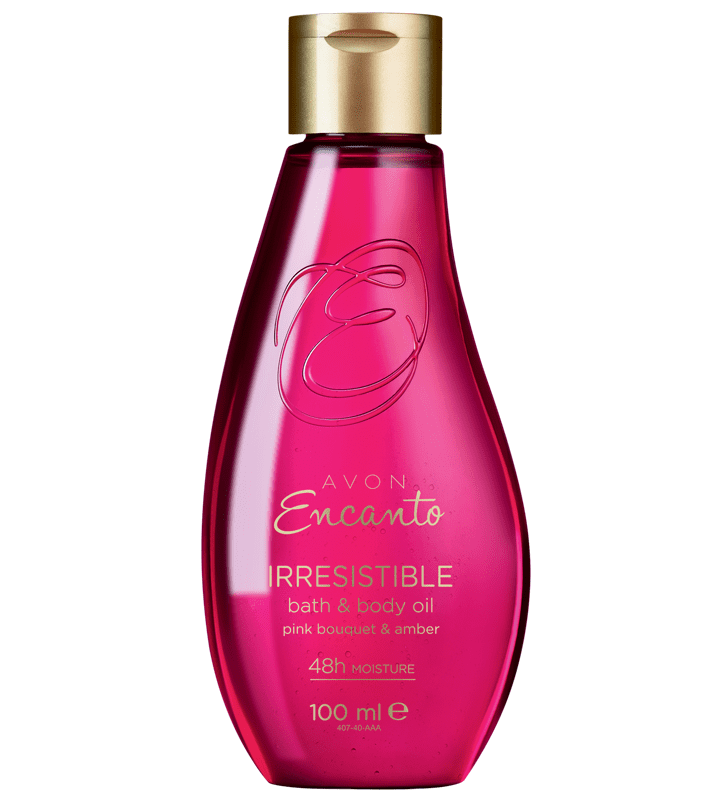 AVON
Encanto
IRRESISTIBLE
bath & body oil
pink bouquet & amber
48h MOISTURE
100 ml ℮
407-40-AAA